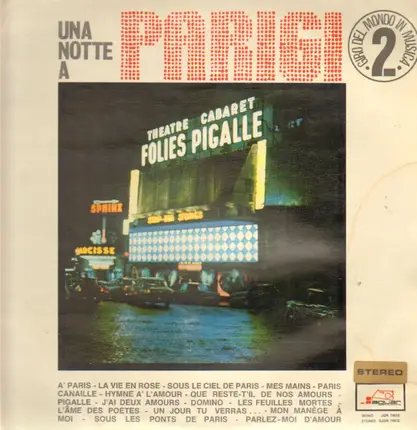 UNA
NOTTE
A
PARIGI
GIRO DEL MONDO IN MUSICA
2
THEATRE CABARET
FOLIES PIGALLE
SPHINX
NARCISSE
STEREO
A' PARIS - LA VIE EN ROSE - SOUS LE CIEL DE PARIS - MES MAINS - PARIS
CANAILLE - HYMNE A' L'AMOUR - QUE RESTE-T'IL DE NOS AMOURS -
PIGALLE - J'AI DEUX AMOURS - DOMINO - LES FEUILLES MORTES -
L'ÂME DES POETES - UN JOUR TU VERRAS... - MON MANÈGE À
MOI - SOUS LES PONTS DE PARIS - PARLEZ-MOI D'AMOUR